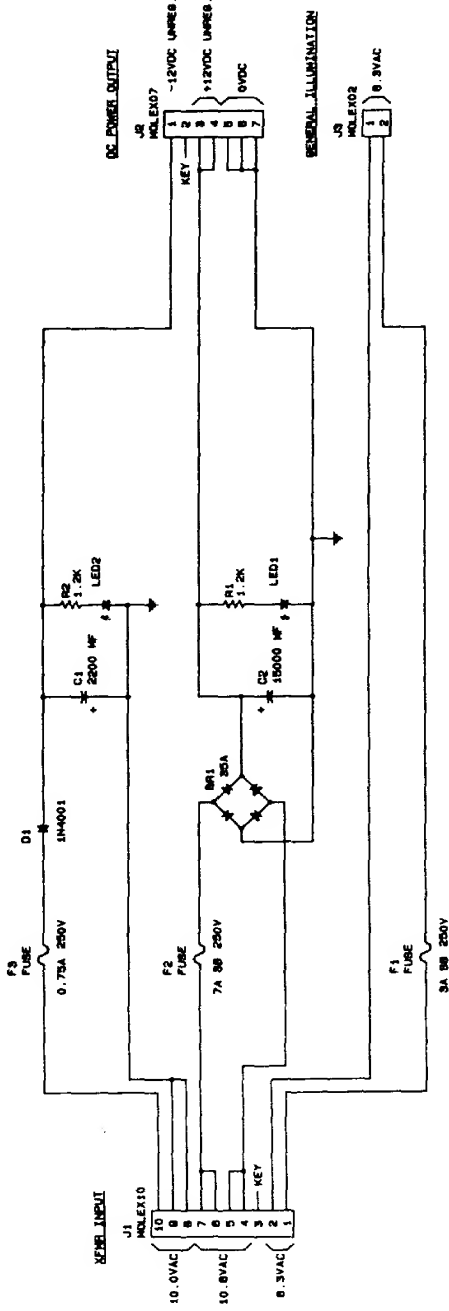 XFMR INPUT
J1
MOLEX10
10
9
8
7
6
5
4
3
2
1
KEY
10.0VAC
10.8VAC
6.3VAC
F3
FUSE
0.75A 250V
D1
1N4001
C1
2200 MF
+
R2
1.2K
LED2
F2
FUSE
7A SB 250V
BR1
35A
C2
15000 MF
+
R1
1.2K
LED1
F1
FUSE
3A SB 250V
DC POWER OUTPUT
J2
MOLEX07
1
2
3
4
5
6
7
KEY
-12VDC UNREG.
+12VDC UNREG.
0VDC
GENERAL ILLUMINATION
J3
MOLEX02
1
2
6.3VAC